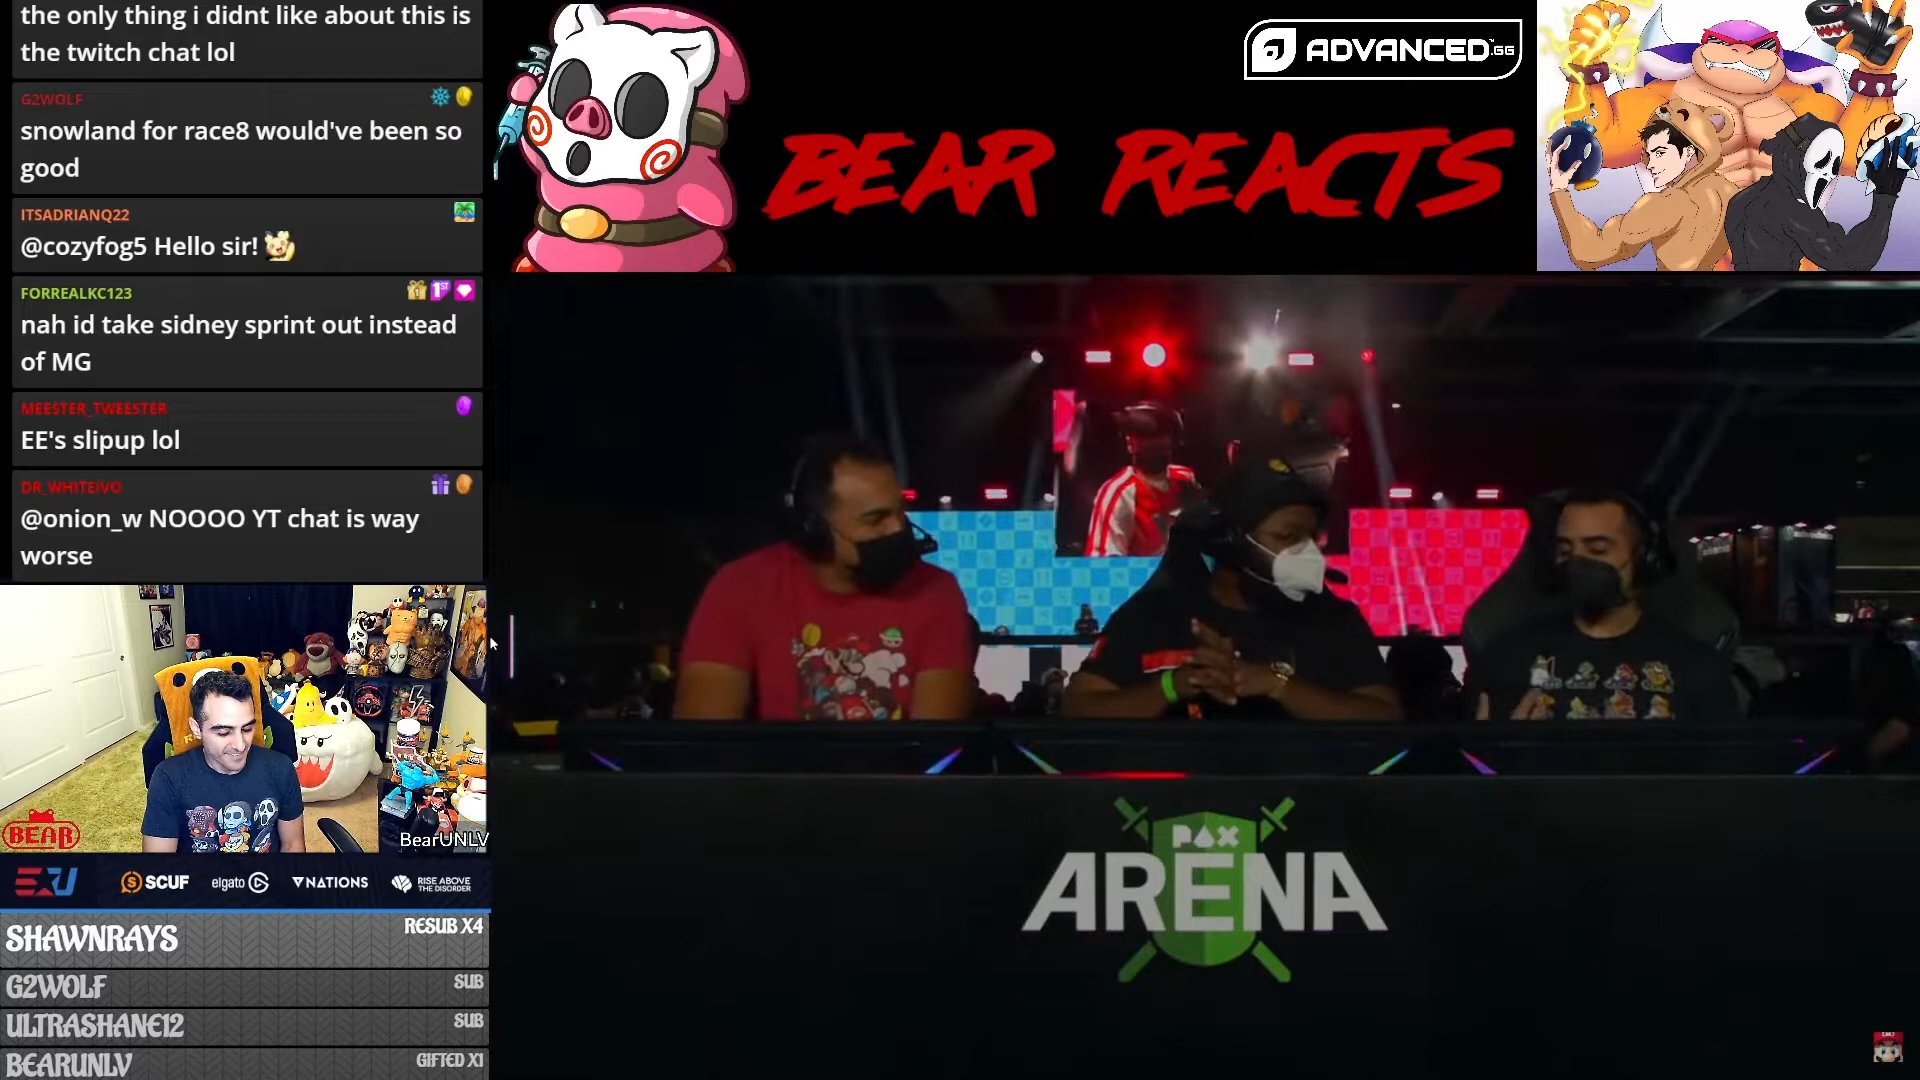 the only thing i didnt like about this is
the twitch chat lol
G2WOLF
snowland for race8 would've been so
good
ITSADRIANQ22
@cozyfog5 Hello sir!
FORREALKC123
1ST
nah id take sidney sprint out instead
of MG
MEESTER_TWEESTER
EE's slipup lol
DR_WHITEIVO
@onion_w NOOOO YT chat is way
worse
BEAR
BearUNLV
EXU
SCUF
elgato
NATIONS
RISE ABOVE
THE DISORDER
SHAWNRAYS
RESUB X4
G2WOLF
SUB
ULTRASHANE12
SUB
BEARUNLV
GIFTED X1
BEAR REACTS
ADVANCED.GG
PAX
ARENA